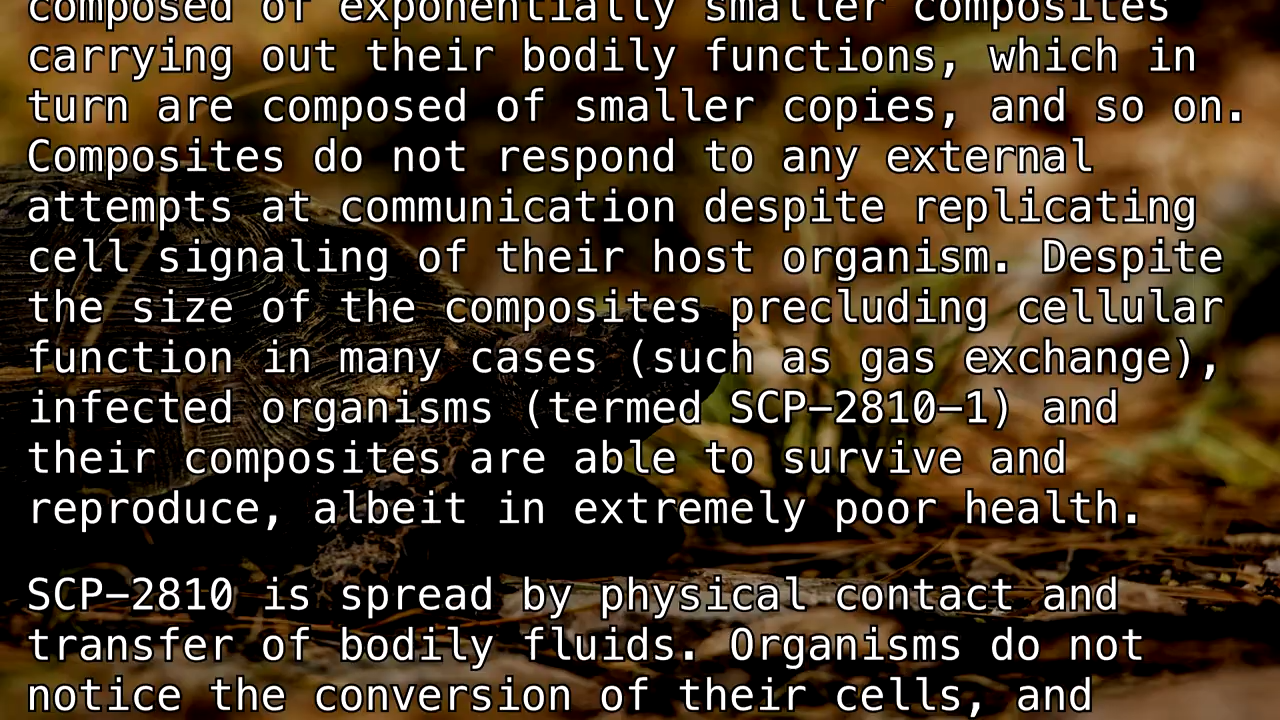 composed of exponentially smaller composites
carrying out their bodily functions, which in
turn are composed of smaller copies, and so on.
Composites do not respond to any external
attempts at communication despite replicating
cell signaling of their host organism. Despite
the size of the composites precluding cellular
function in many cases (such as gas exchange),
infected organisms (termed SCP-2810-1) and
their composites are able to survive and
reproduce, albeit in extremely poor health.
SCP-2810 is spread by physical contact and
transfer of bodily fluids. Organisms do not
notice the conversion of their cells, and